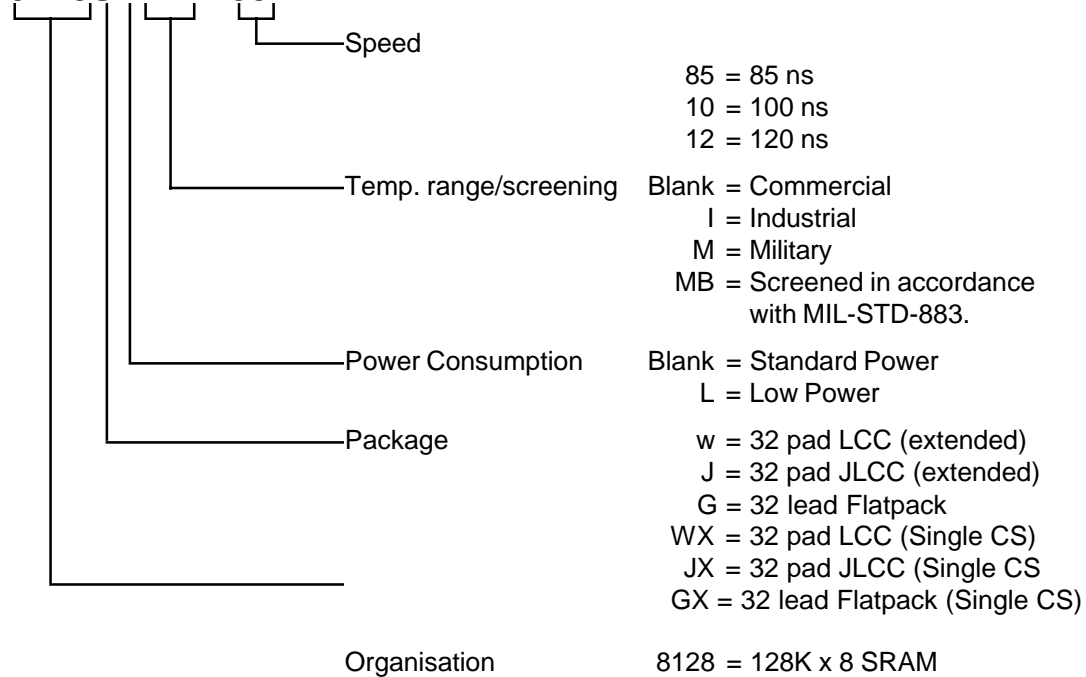 Speed
85 = 85 ns
10 = 100 ns
12 = 120 ns
Temp. range/screening Blank = Commercial
I = Industrial
M = Military
MB = Screened in accordance
with MIL-STD-883.
Power Consumption Blank = Standard Power
L = Low Power
Package w = 32 pad LCC (extended)
J = 32 pad JLCC (extended)
G = 32 lead Flatpack
WX = 32 pad LCC (Single CS)
JX = 32 pad JLCC (Single CS
GX = 32 lead Flatpack (Single CS)
Organisation 8128 = 128K x 8 SRAM